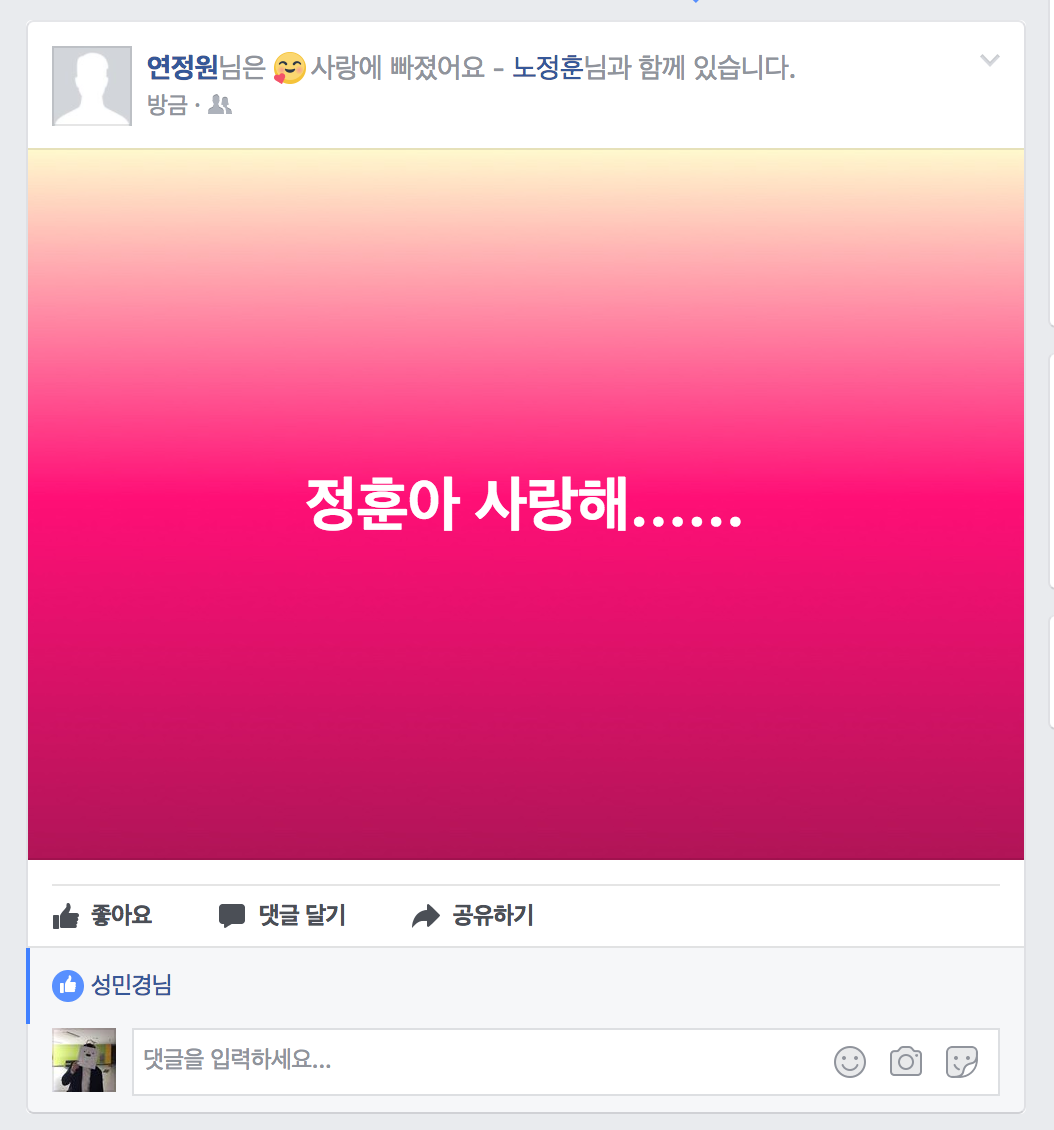 연정원님은 🥰 사랑에 빠졌어요 - 노정훈님과 함께 있습니다.
방금 ·
정훈아 사랑해......
좋아요 댓글 달기 공유하기
성민경님
댓글을 입력하세요...